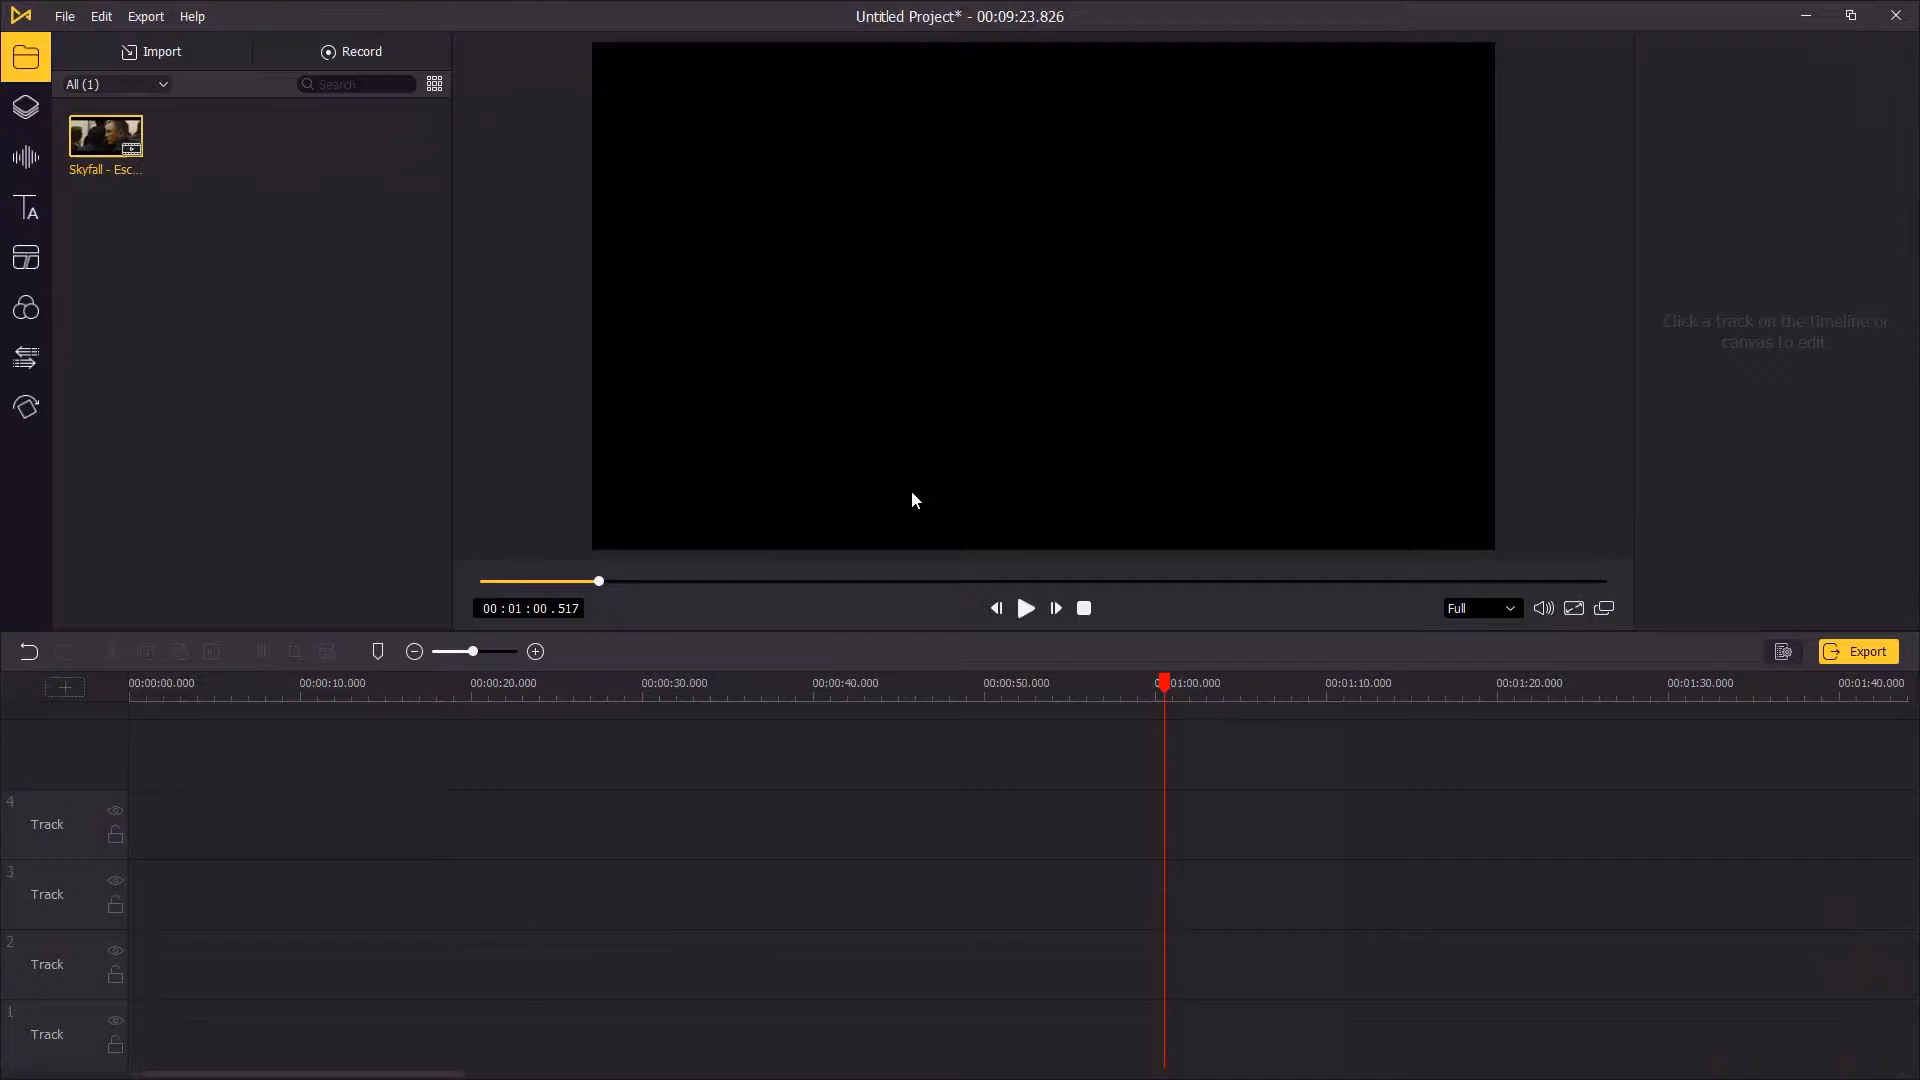 File Edit Export Help
Untitled Project* - 00:09:23.826
Import Record
All (1) Search
Skyfall - Esc...
Click a track on the timeline or
canvas to edit.
00 : 01 : 00 . 517
Full
Export
00:00:00.000 00:00:10.000 00:00:20.000 00:00:30.000 00:00:40.000 00:00:50.000 00:01:00.000 00:01:10.000 00:01:20.000 00:01:30.000 00:01:40.000
4
Track
3
Track
2
Track
1
Track